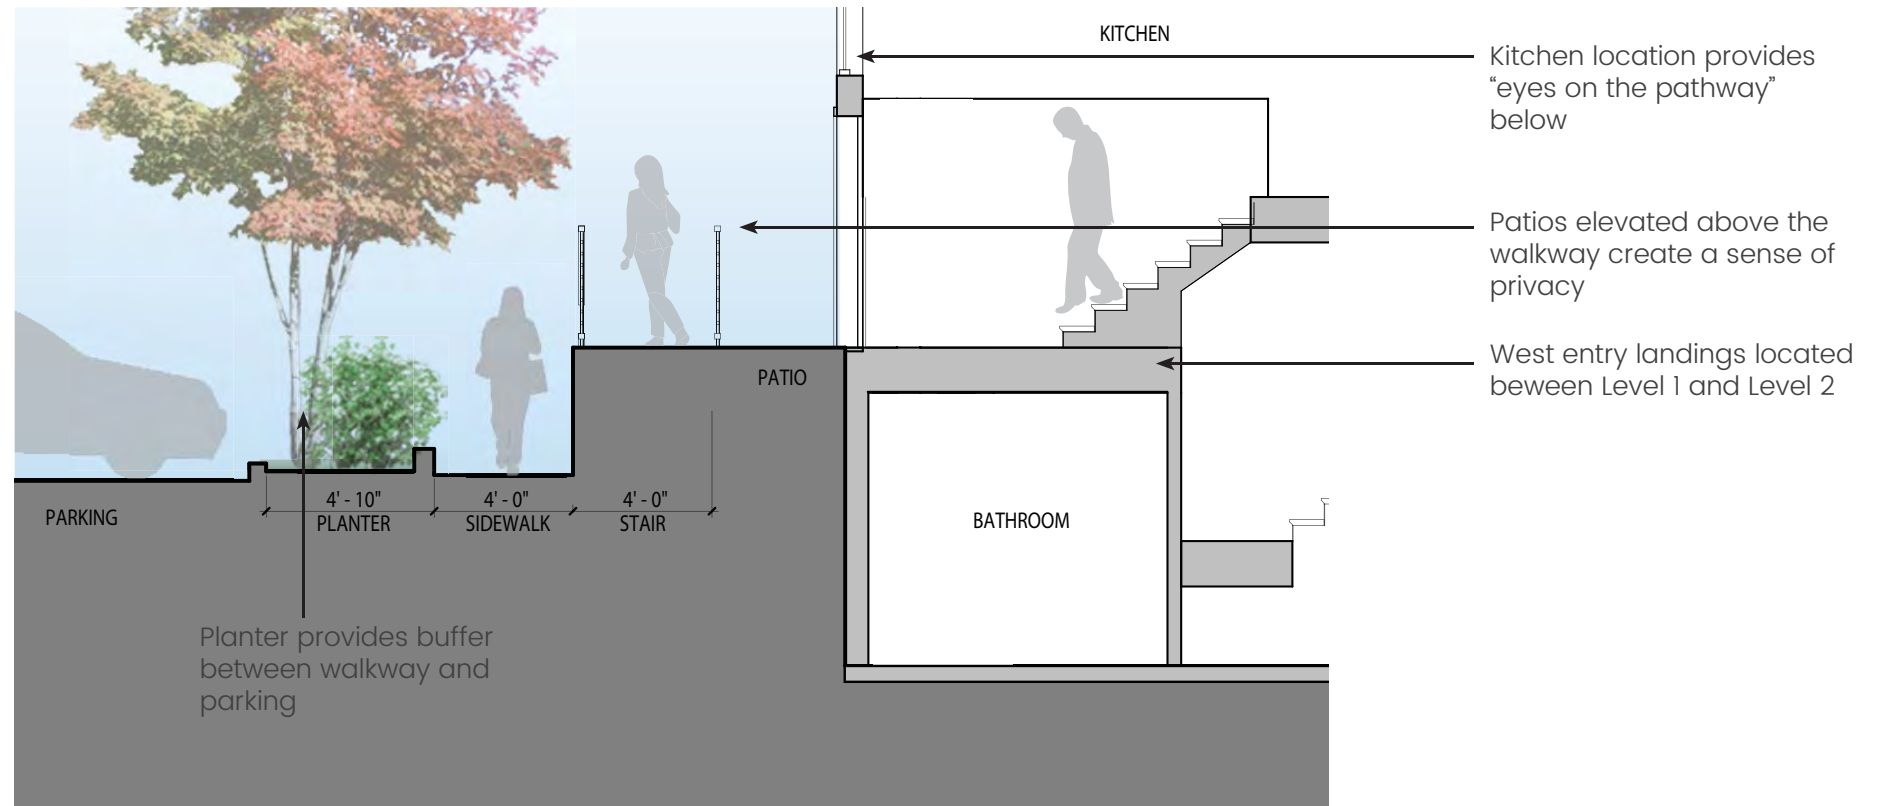 KITCHEN
Kitchen location provides
“eyes on the pathway”
below
Patios elevated above the
walkway create a sense of
privacy
West entry landings located
beween Level 1 and Level 2
PATIO
PARKING
4' - 10"
PLANTER
4' - 0"
SIDEWALK
4' - 0"
STAIR
BATHROOM
Planter provides buffer
between walkway and
parking